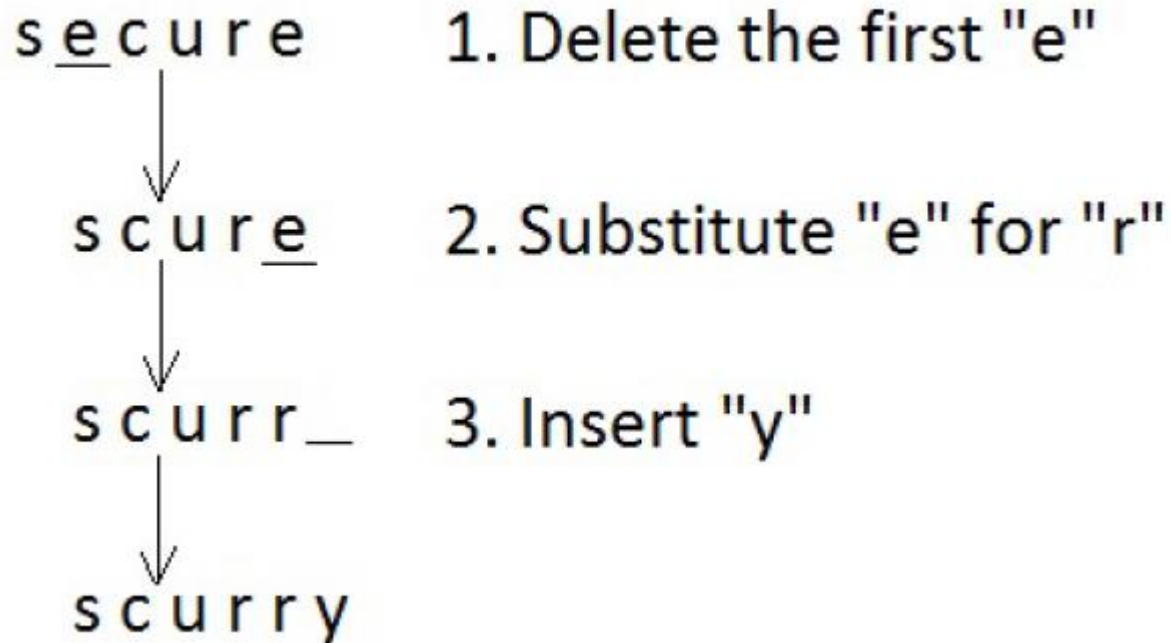 s e c u r e 1. Delete the first "e"
s c u r e 2. Substitute "e" for "r"
s c u r r _ 3. Insert "y"
s c u r r y